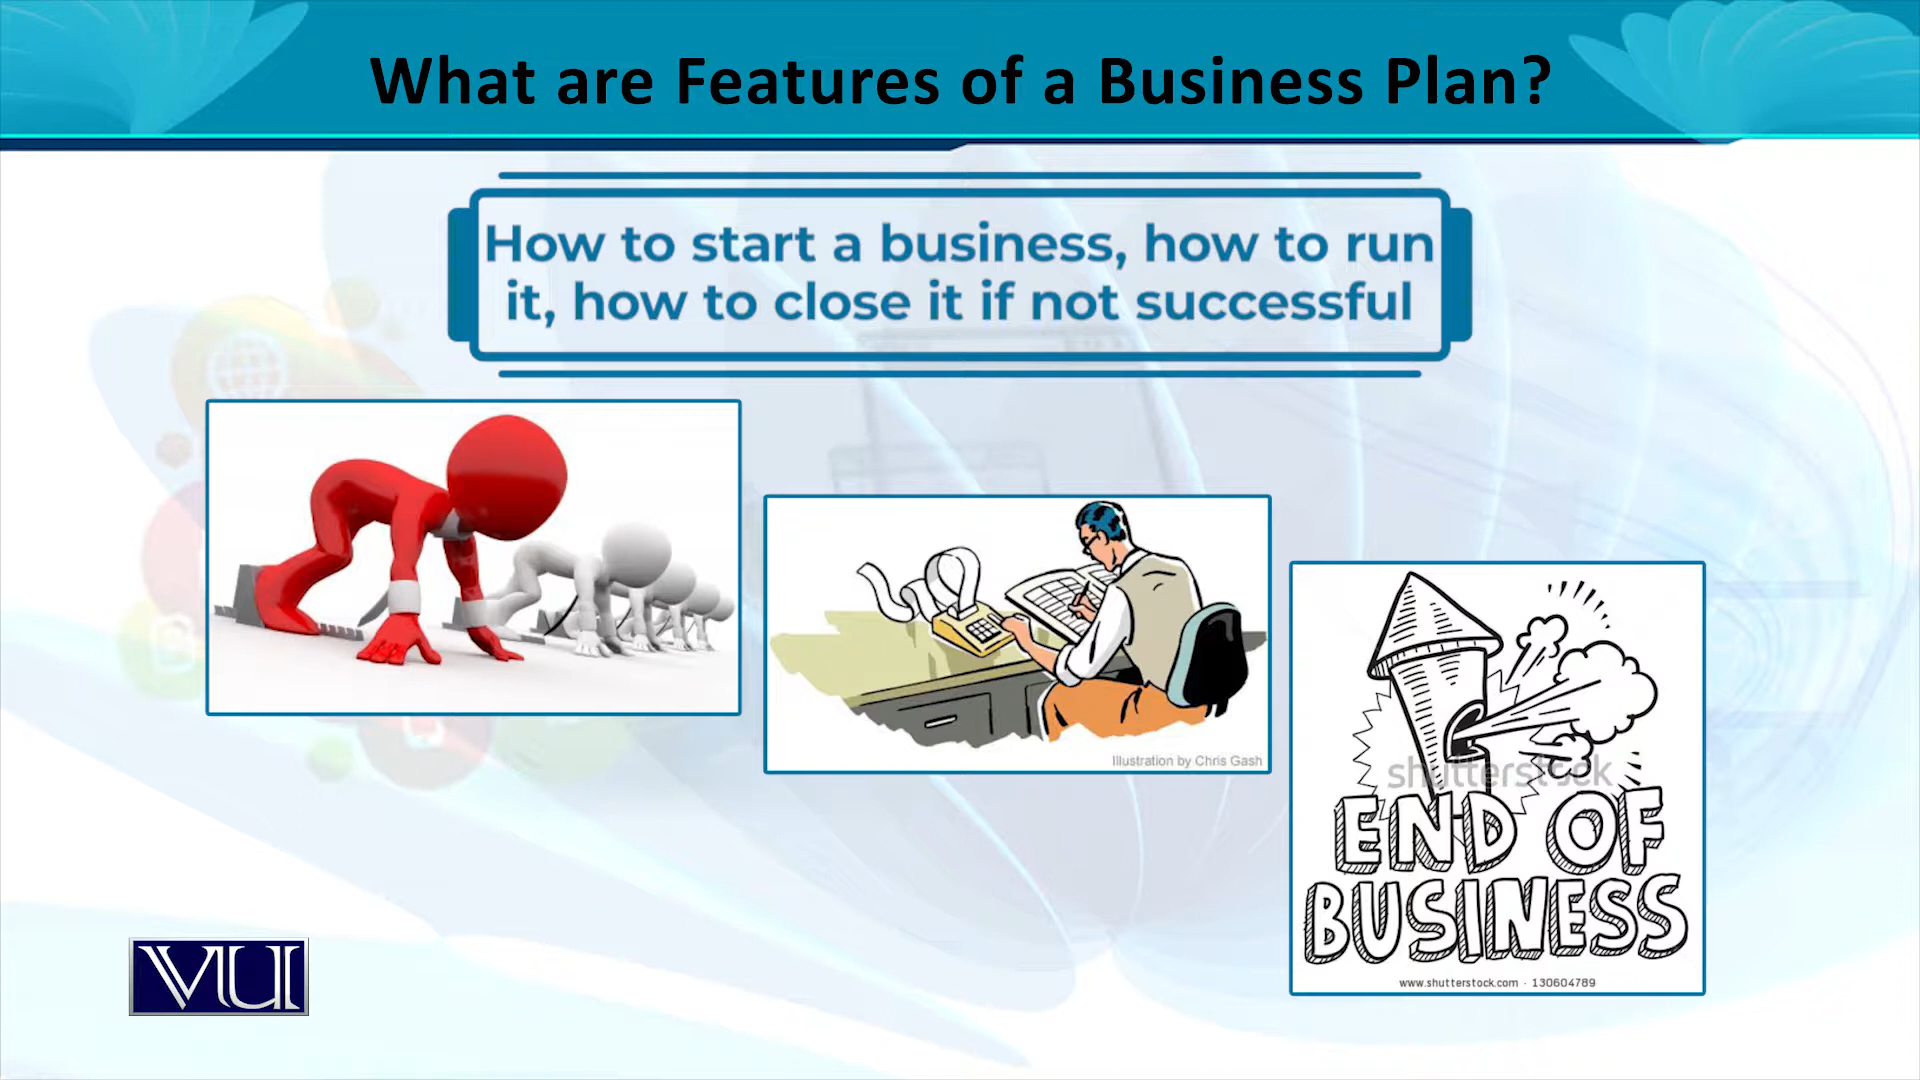 What are Features of a Business Plan?
How to start a business, how to run
it, how to close it if not successful
Illustration by Chris Gash
shutterstock
END OF
BUSINESS
www.shutterstock.com · 130604789
VU